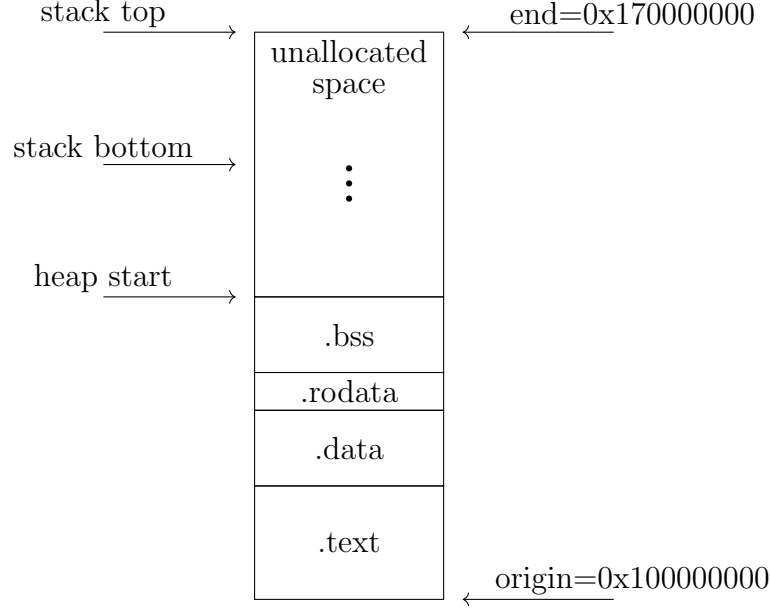 stack top
end=0x170000000
unallocated
space
stack bottom
heap start
.bss
.rodata
.data
.text
origin=0x100000000